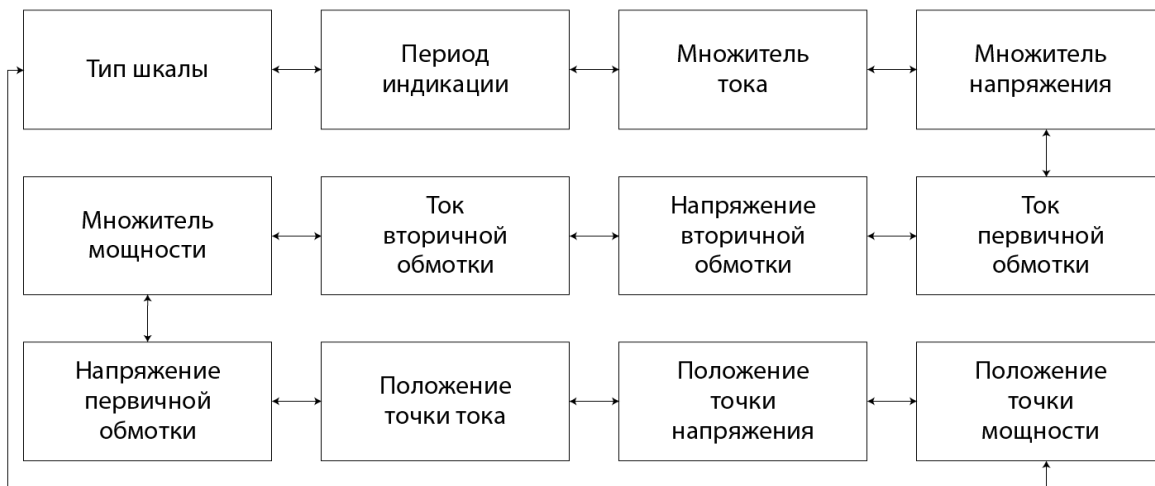 Тип шкалы
Период
индикации
Множитель
тока
Множитель
напряжения
Множитель
мощности
Ток
вторичной
обмотки
Напряжение
вторичной
обмотки
Ток
первичной
обмотки
Напряжение
первичной
обмотки
Положение
точки тока
Положение
точки
напряжения
Положение
точки
мощности